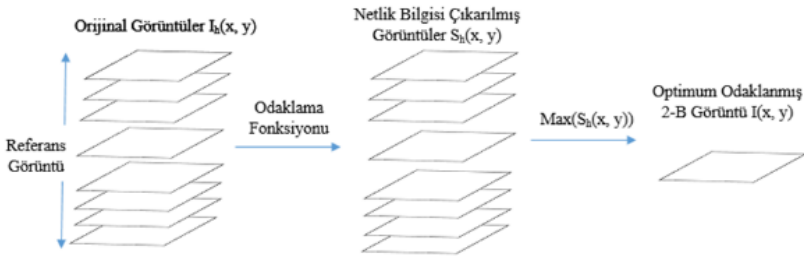 Orijinal Görüntüler Iₕ(x, y)
Netlik Bilgisi Çıkarılmış
Görüntüler Sₕ(x, y)
Referans
Görüntü
Odaklama
Fonksiyonu
Max(Sₕ(x, y))
Optimum Odaklanmış
2-B Görüntü I(x, y)